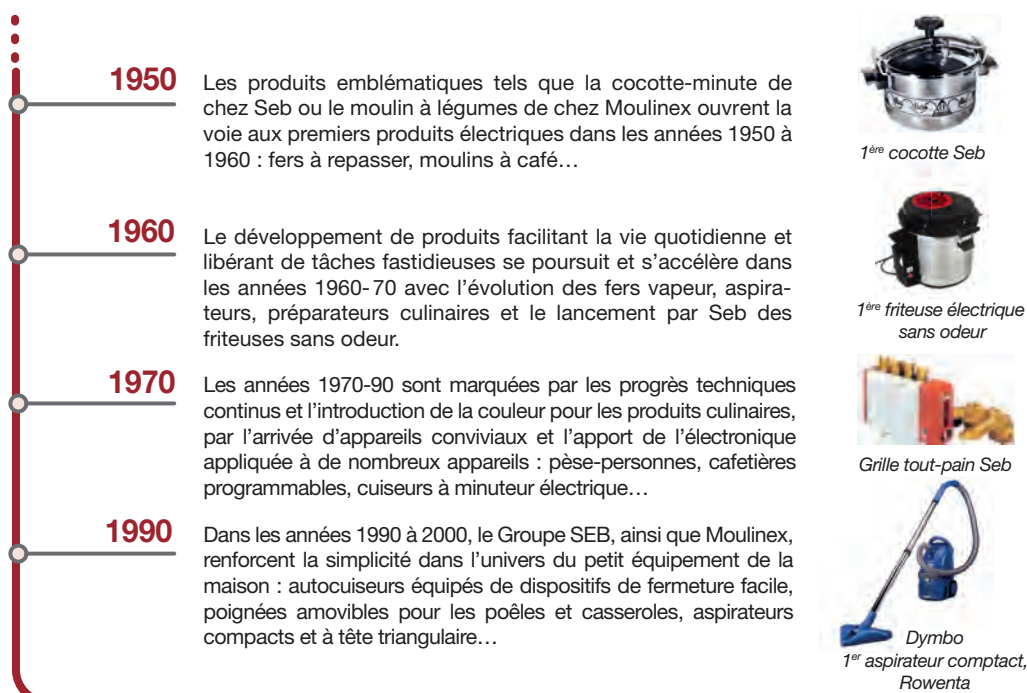 1950
Les produits emblématiques tels que la cocotte-minute de
chez Seb ou le moulin à légumes de chez Moulinex ouvrent la
voie aux premiers produits électriques dans les années 1950 à
1960 : fers à repasser, moulins à café…
1ère cocotte Seb
1960
Le développement de produits facilitant la vie quotidienne et
libérant de tâches fastidieuses se poursuit et s’accélère dans
les années 1960-70 avec l’évolution des fers vapeur, aspira-
teurs, préparateurs culinaires et le lancement par Seb des
friteuses sans odeur.
1ère friteuse électrique
sans odeur
1970
Les années 1970-90 sont marquées par les progrès techniques
continus et l’introduction de la couleur pour les produits culinaires,
par l’arrivée d’appareils conviviaux et l’apport de l’électronique
appliquée à de nombreux appareils : pèse-personnes, cafetières
programmables, cuiseurs à minuteur électrique…
Grille tout-pain Seb
1990
Dans les années 1990 à 2000, le Groupe SEB, ainsi que Moulinex,
renforcent la simplicité dans l’univers du petit équipement de la
maison : autocuiseurs équipés de dispositifs de fermeture facile,
poignées amovibles pour les poêles et casseroles, aspirateurs
compacts et à tête triangulaire…
Dymbo
1er aspirateur comptact,
Rowenta